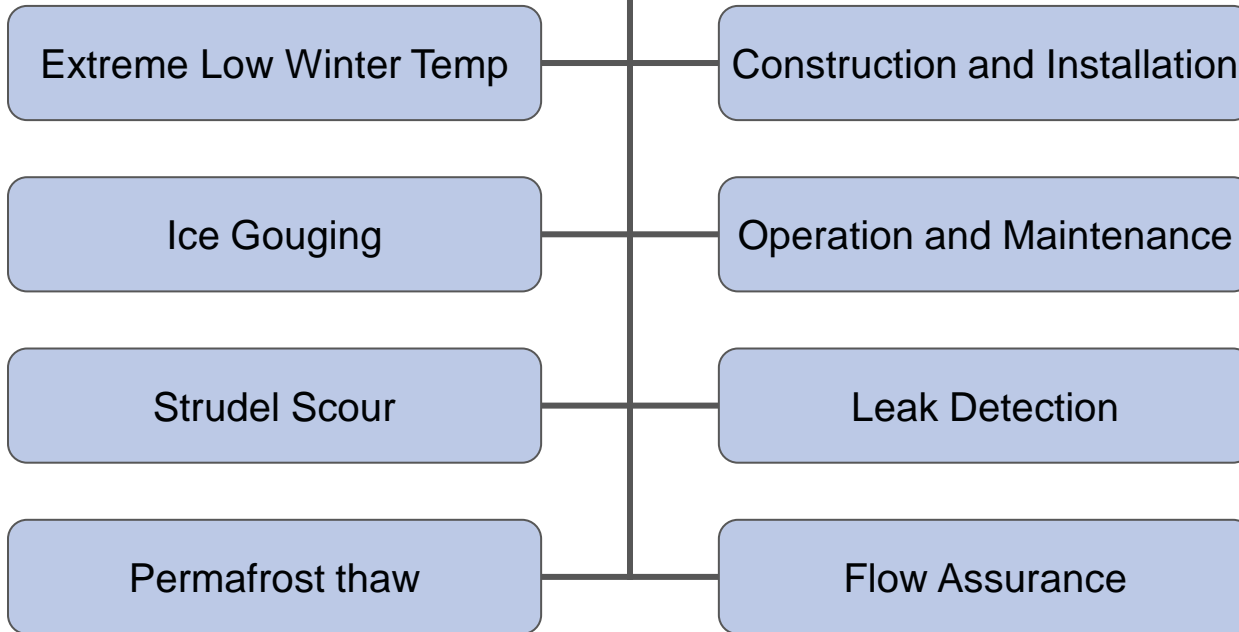 Extreme Low Winter Temp
Construction and Installation
Ice Gouging
Operation and Maintenance
Strudel Scour
Leak Detection
Permafrost thaw
Flow Assurance